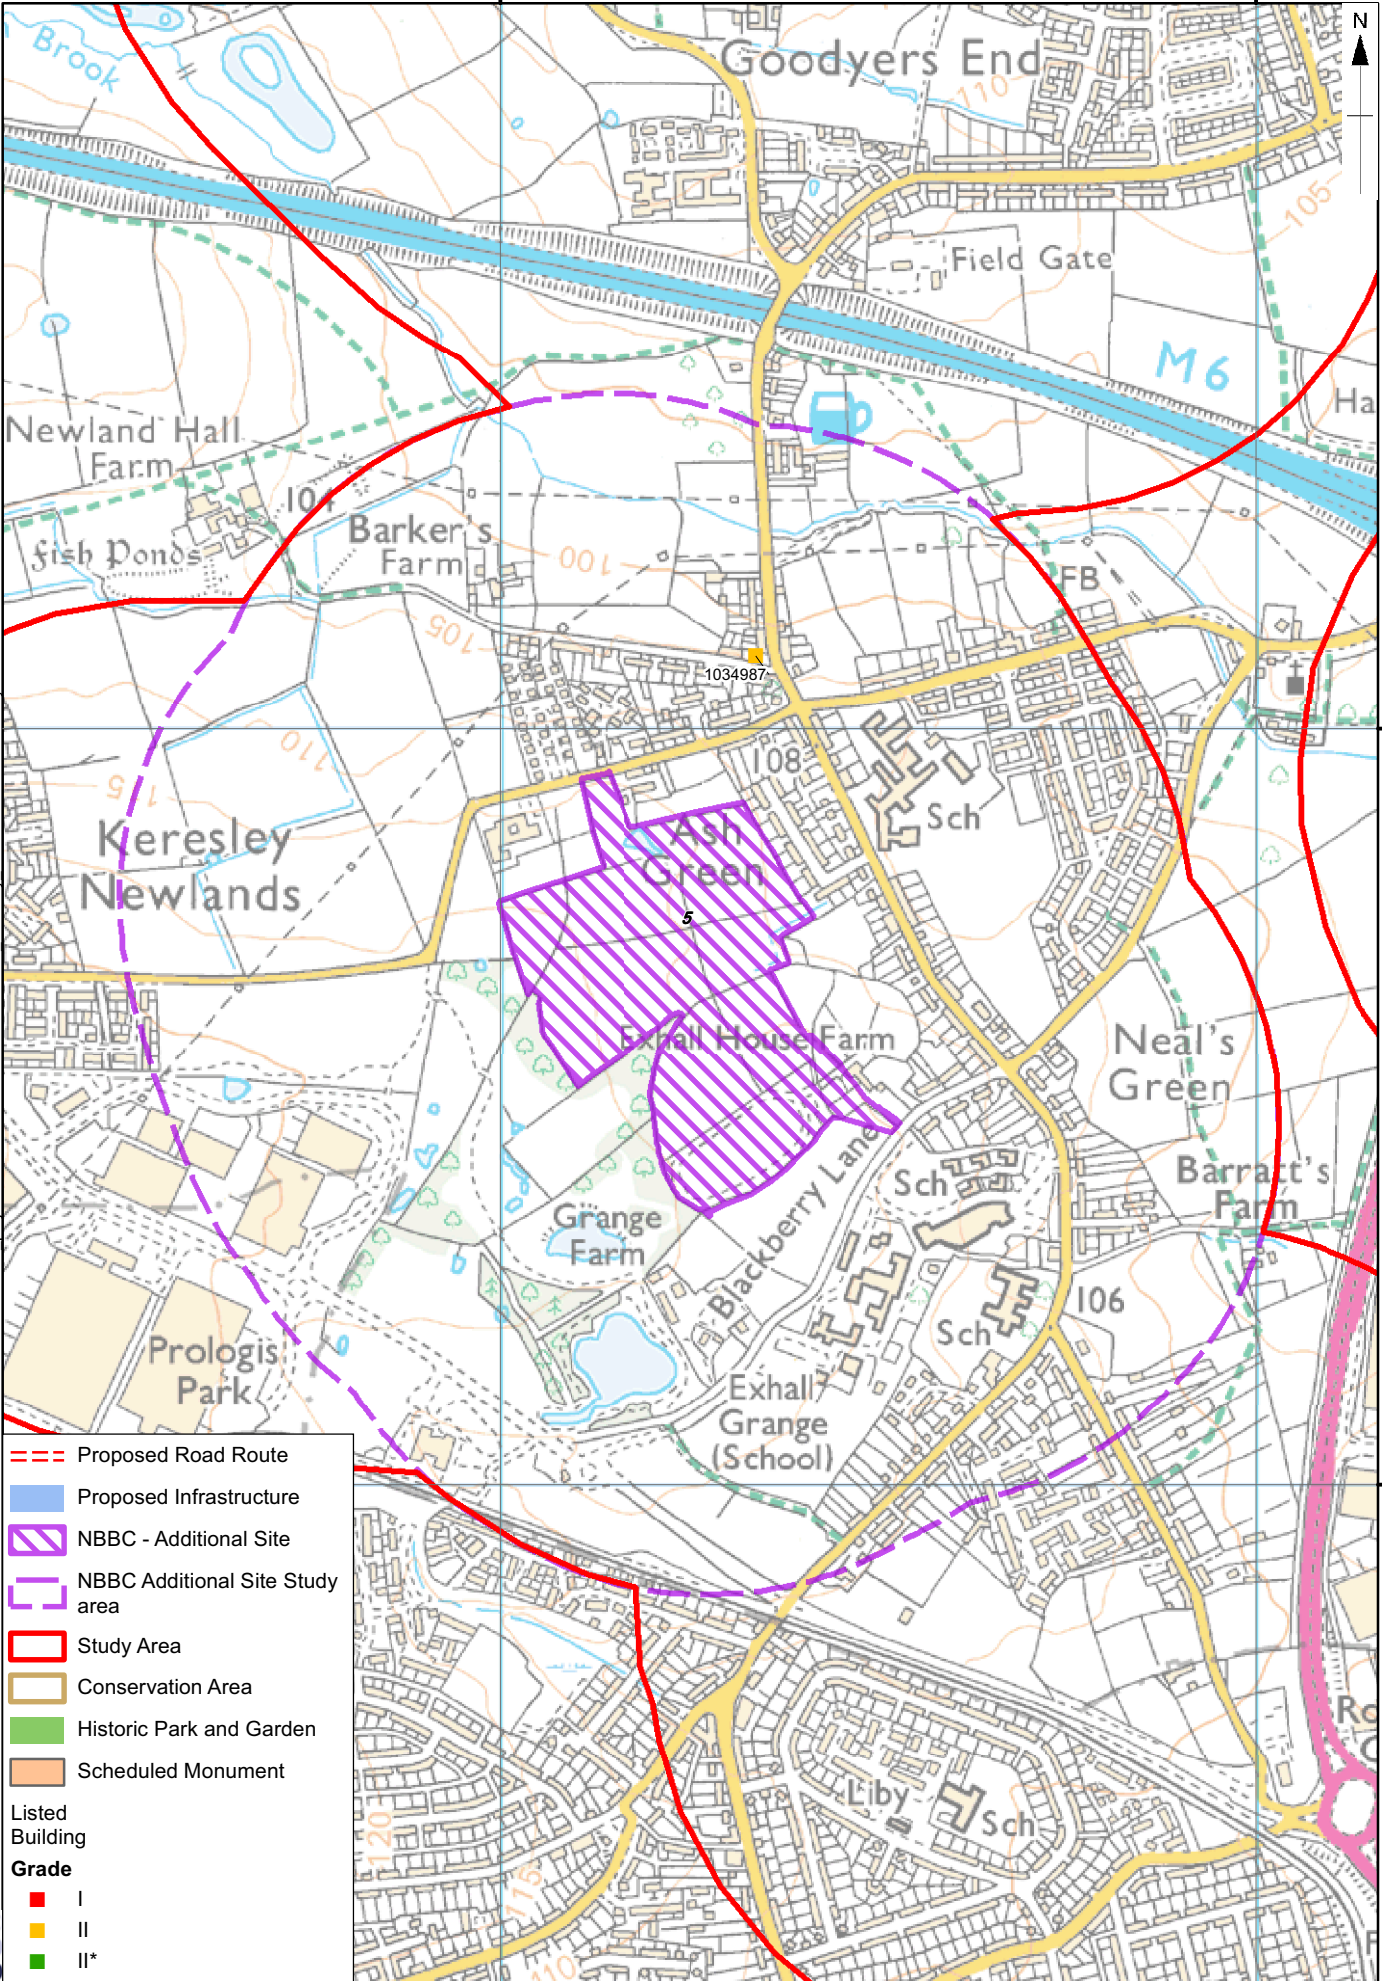 N
Brook
Goodyers End
110
105
Field Gate
M6
Ha
Newland Hall
Farm
104
Barker's
Farm
Fish Ponds
100
FB
105
1034987
110
108
115
Sch
Keresley
Newlands
Ash
Green
5
Exhall House Farm
Neal's
Green
Blackberry Lane
Sch
Barratt's
Farm
Grange
Farm
106
Sch
Prologis
Park
Exhall
Grange
(School)
Proposed Road Route
Proposed Infrastructure
NBBC - Additional Site
NBBC Additional Site Study
area
Study Area
Conservation Area
Historic Park and Garden
Scheduled Monument
Listed
Building
Grade
I
II
II*
Ro
Liby
Sch
120
115
110